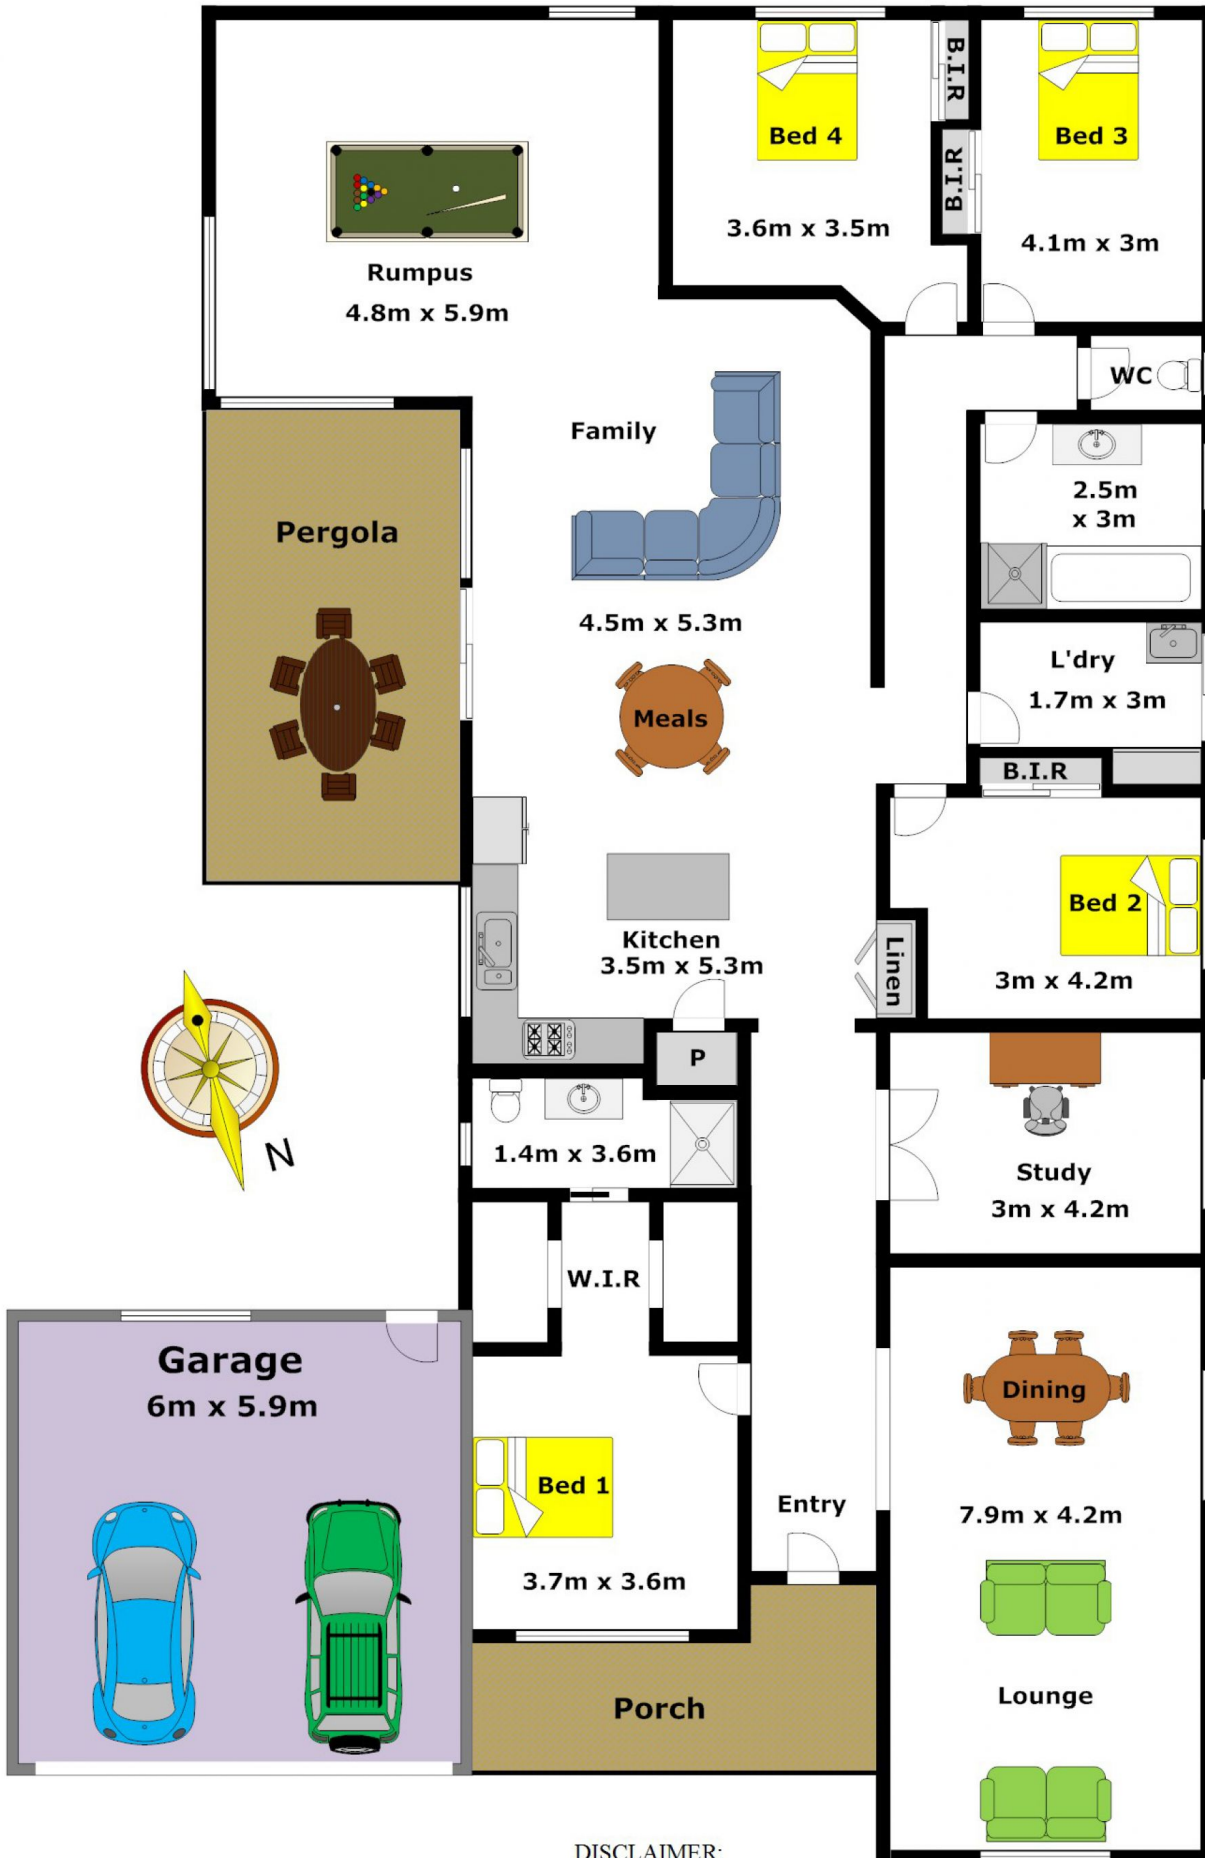 B.I.R
Bed 4
Bed 3
B.I.R
3.6m x 3.5m
4.1m x 3m
Rumpus
4.8m x 5.9m
WC
Family
2.5m
x 3m
Pergola
4.5m x 5.3m
L'dry
1.7m x 3m
Meals
B.I.R
Bed 2
Kitchen
3.5m x 5.3m
Linen
3m x 4.2m
P
N
1.4m x 3.6m
Study
3m x 4.2m
W.I.R
Garage
6m x 5.9m
Dining
Bed 1
Entry
7.9m x 4.2m
3.7m x 3.6m
Lounge
Porch
DISCLAIMER: